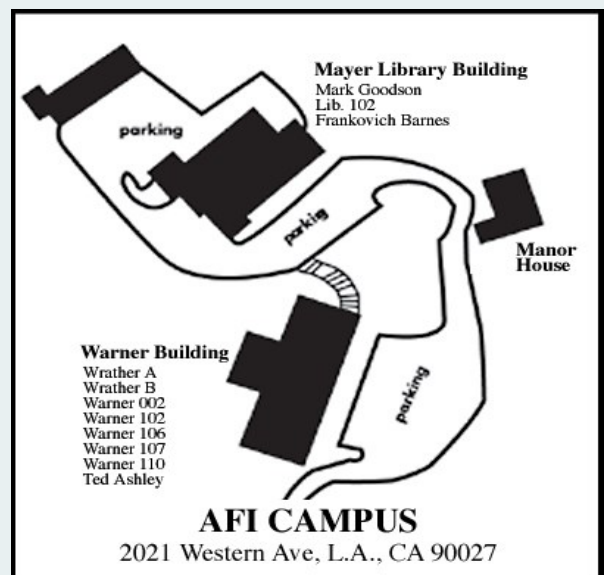 Mayer Library Building
Mark Goodson
Lib. 102
Frankovich Barnes
parking
parkig
Manor
House
Warner Building
Wrather A
Wrather B
Warner 002
Warner 102
Warner 106
Warner 107
Warner 110
Ted Ashley
parking
AFI CAMPUS
2021 Western Ave, L.A., CA 90027